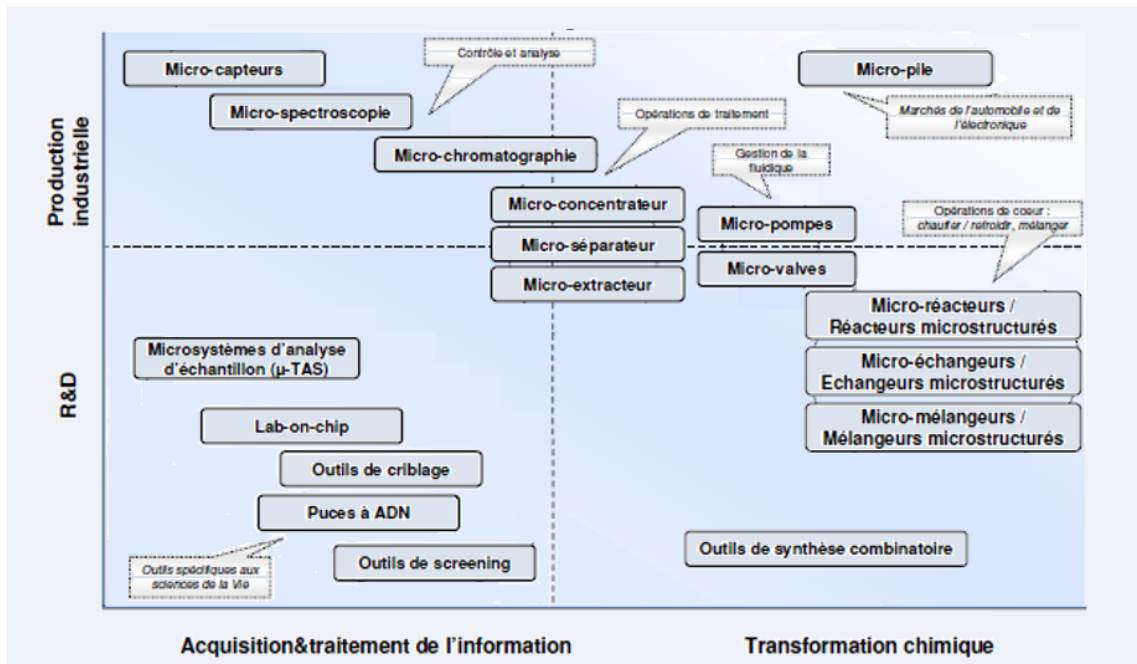 Contrôle et analyse
Micro-capteurs
Micro-pile
Micro-spectroscopie
Marchés de l'automobile et de
l'électronique
Opérations de traitement
Micro-chromatographie
Gestion de la
fluidique
Production
industrielle
Micro-concentrateur
Micro-pompes
Opérations de coeur :
chauffer / refroidir, mélanger
Micro-séparateur
Micro-valves
Micro-extracteur
Micro-réacteurs /
Réacteurs microstructurés
Microsystèmes d'analyse
d'échantillon (µ-TAS)
Micro-échangeurs /
Echangeurs microstructurés
R&D
Lab-on-chip
Micro-mélangeurs /
Mélangeurs microstructurés
Outils de criblage
Puces à ADN
Outils de synthèse combinatoire
Outils de screening
Outils spécifiques aux
sciences de la Vie
Acquisition&traitement de l'information
Transformation chimique